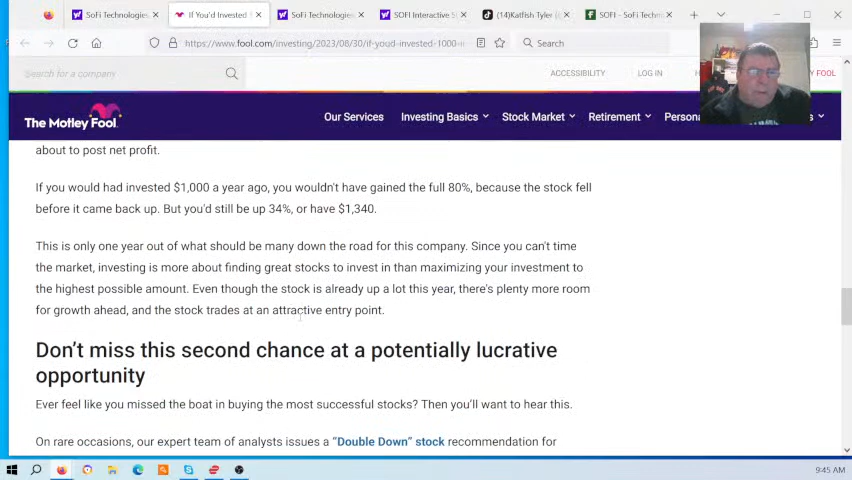 SoFi Technologies
If You'd Invested
SoFi Technologies
SOFI Interactive S
(14)Katfish Tyler (
SOFI - SoFi Techn
https://www.fool.com/investing/2023/08/30/if-youd-invested-1000-i
Search
Search for a company
ACCESSIBILITY
LOG IN
FOOL
The Motley Fool
Our Services
Investing Basics
Stock Market
Retirement
Persona
about to post net profit.
If you would had invested $1,000 a year ago, you wouldn't have gained the full 80%, because the stock fell
before it came back up. But you'd still be up 34%, or have $1,340.
This is only one year out of what should be many down the road for this company. Since you can't time
the market, investing is more about finding great stocks to invest in than maximizing your investment to
the highest possible amount. Even though the stock is already up a lot this year, there's plenty more room
for growth ahead, and the stock trades at an attractive entry point.
Don't miss this second chance at a potentially lucrative
opportunity
Ever feel like you missed the boat in buying the most successful stocks? Then you'll want to hear this.
On rare occasions, our expert team of analysts issues a "Double Down" stock recommendation for
9:45 AM